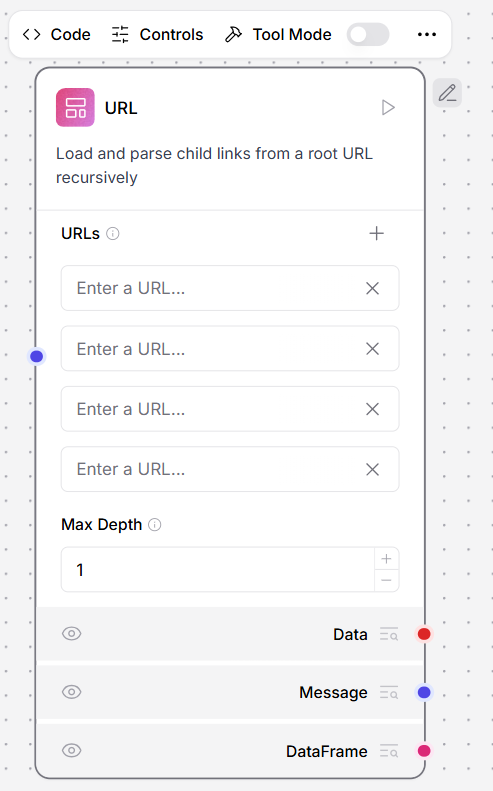 Code Controls Tool Mode
URL
Load and parse child links from a root URL
recursively
URLs
Enter a URL...
Enter a URL...
Enter a URL...
Enter a URL...
Max Depth
1
Data
Message
DataFrame